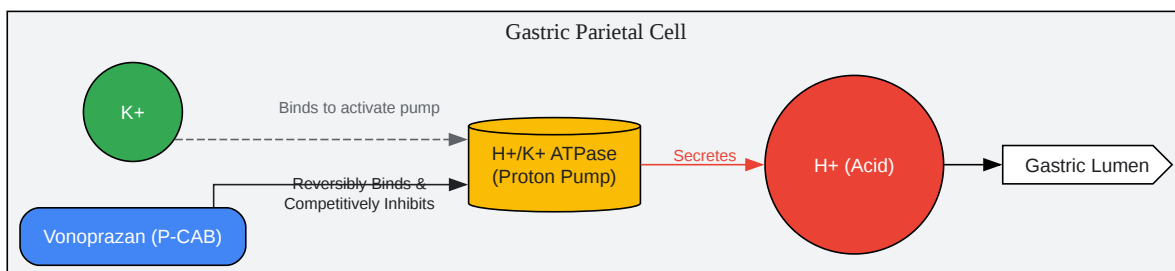 Gastric Parietal Cell
K+
Binds to activate pump
H+/K+ ATPase
(Proton Pump)
Secretes
H+ (Acid)
Gastric Lumen
Reversibly Binds &
Competitively Inhibits
Vonoprazan (P-CAB)